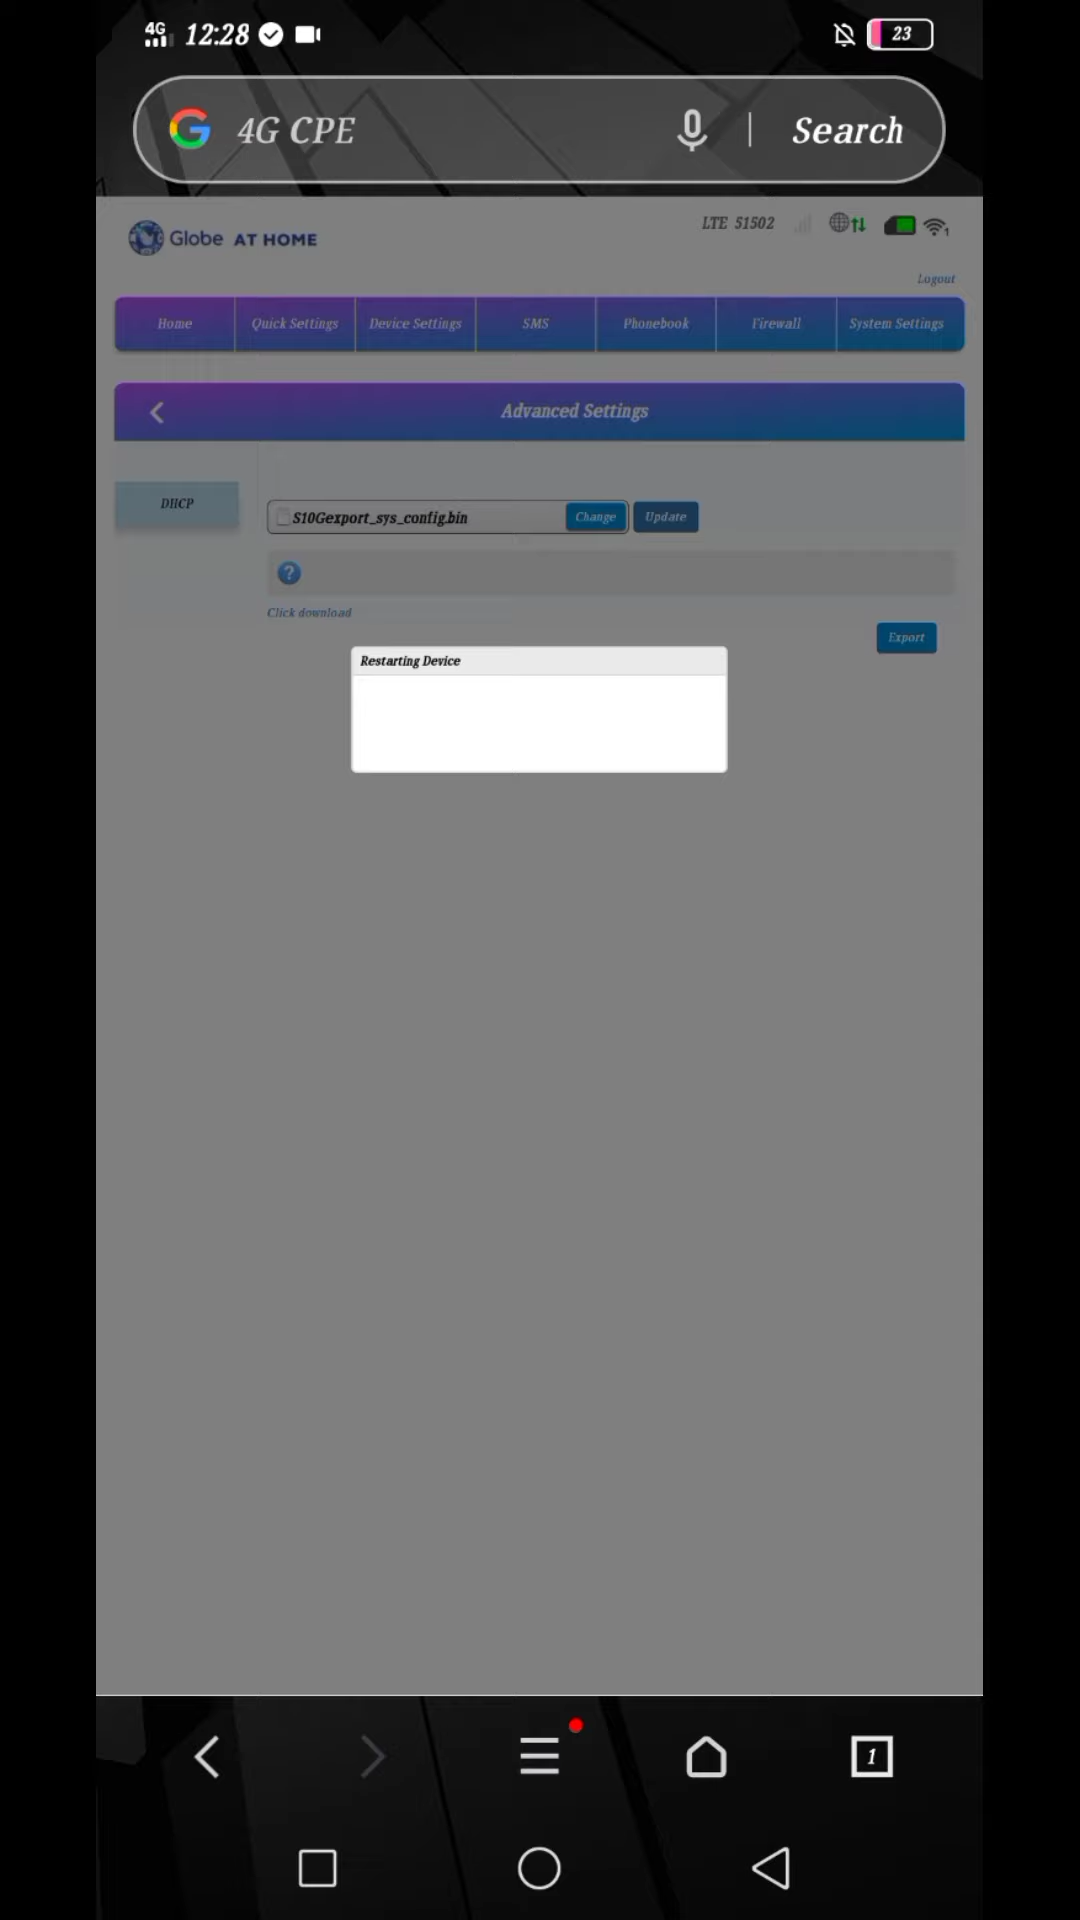 4G 12:28 23
4G CPE Search
Globe AT HOME
LTE 51502
1
Logout
Home Quick Settings Device Settings SMS Phonebook Firewall System Settings
Advanced Settings
DHCP
S10Gexport_sys_config.bin Change Update
?
Click download
Export
Restarting Device
1